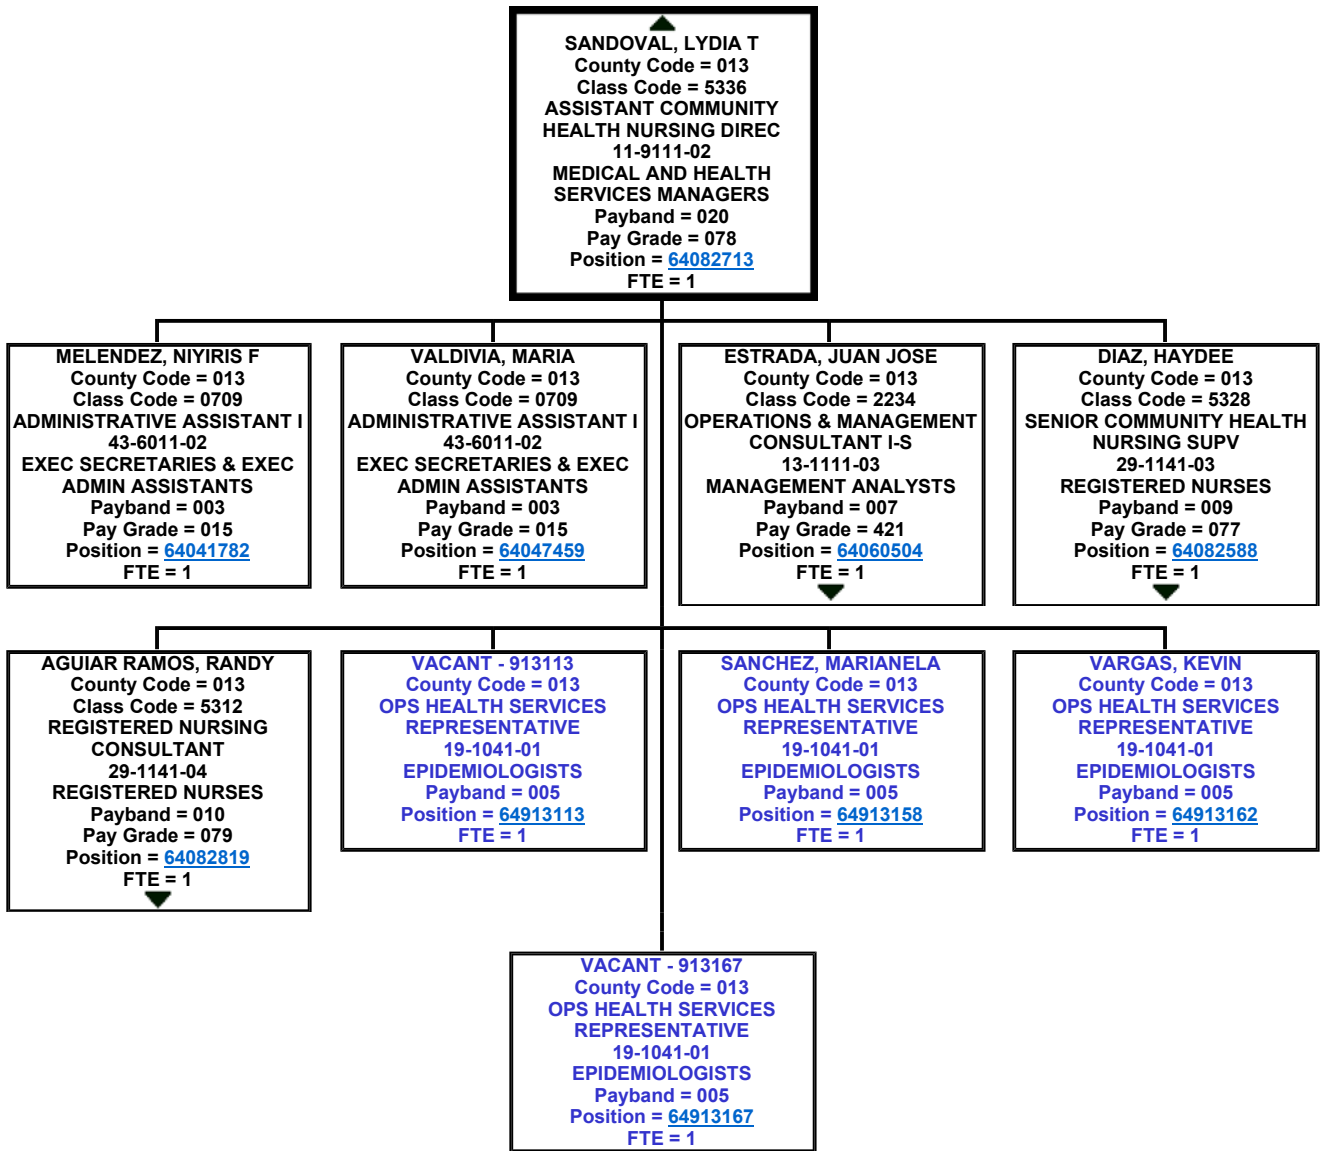 SANDOVAL, LYDIA T
County Code = 013
Class Code = 5336
ASSISTANT COMMUNITY
HEALTH NURSING DIREC
11-9111-02
MEDICAL AND HEALTH
SERVICES MANAGERS
Payband = 020
Pay Grade = 078
Position = 64082713
FTE = 1
MELENDEZ, NIYIRIS F
County Code = 013
Class Code = 0709
ADMINISTRATIVE ASSISTANT I
43-6011-02
EXEC SECRETARIES & EXEC
ADMIN ASSISTANTS
Payband = 003
Pay Grade = 015
Position = 64041782
FTE = 1
VALDIVIA, MARIA
County Code = 013
Class Code = 0709
ADMINISTRATIVE ASSISTANT I
43-6011-02
EXEC SECRETARIES & EXEC
ADMIN ASSISTANTS
Payband = 003
Pay Grade = 015
Position = 64047459
FTE = 1
ESTRADA, JUAN JOSE
County Code = 013
Class Code = 2234
OPERATIONS & MANAGEMENT
CONSULTANT I-S
13-1111-03
MANAGEMENT ANALYSTS
Payband = 007
Pay Grade = 421
Position = 64060504
FTE = 1
DIAZ, HAYDEE
County Code = 013
Class Code = 5328
SENIOR COMMUNITY HEALTH
NURSING SUPV
29-1141-03
REGISTERED NURSES
Payband = 009
Pay Grade = 077
Position = 64082588
FTE = 1
AGUIAR RAMOS, RANDY
County Code = 013
Class Code = 5312
REGISTERED NURSING
CONSULTANT
29-1141-04
REGISTERED NURSES
Payband = 010
Pay Grade = 079
Position = 64082819
FTE = 1
VACANT - 913113
County Code = 013
OPS HEALTH SERVICES
REPRESENTATIVE
19-1041-01
EPIDEMIOLOGISTS
Payband = 005
Position = 64913113
FTE = 1
SANCHEZ, MARIANELA
County Code = 013
OPS HEALTH SERVICES
REPRESENTATIVE
19-1041-01
EPIDEMIOLOGISTS
Payband = 005
Position = 64913158
FTE = 1
VARGAS, KEVIN
County Code = 013
OPS HEALTH SERVICES
REPRESENTATIVE
19-1041-01
EPIDEMIOLOGISTS
Payband = 005
Position = 64913162
FTE = 1
VACANT - 913167
County Code = 013
OPS HEALTH SERVICES
REPRESENTATIVE
19-1041-01
EPIDEMIOLOGISTS
Payband = 005
Position = 64913167
FTE = 1